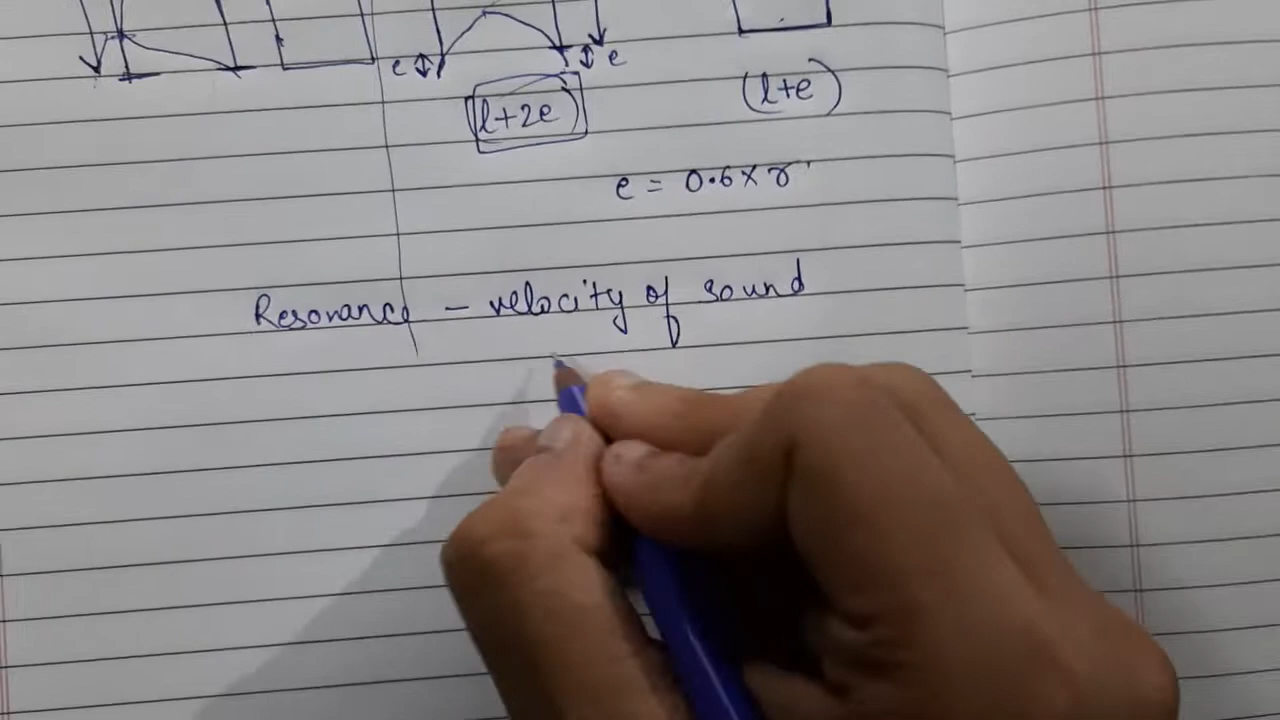 e e
(l+2e) (l+e)
e = 0.6×r
Resonance – velocity of sound